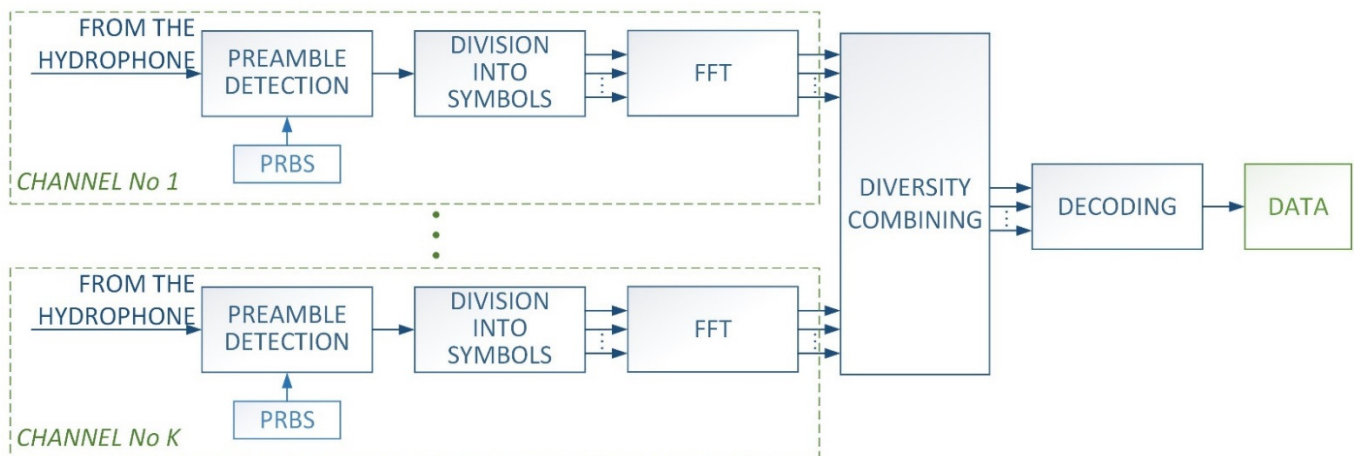 FROM THE
HYDROPHONE
PREAMBLE
DETECTION
PRBS
DIVISION
INTO
SYMBOLS
FFT
CHANNEL No 1
FROM THE
HYDROPHONE
PREAMBLE
DETECTION
PRBS
DIVISION
INTO
SYMBOLS
FFT
CHANNEL No K
DIVERSITY
COMBINING
DECODING
DATA